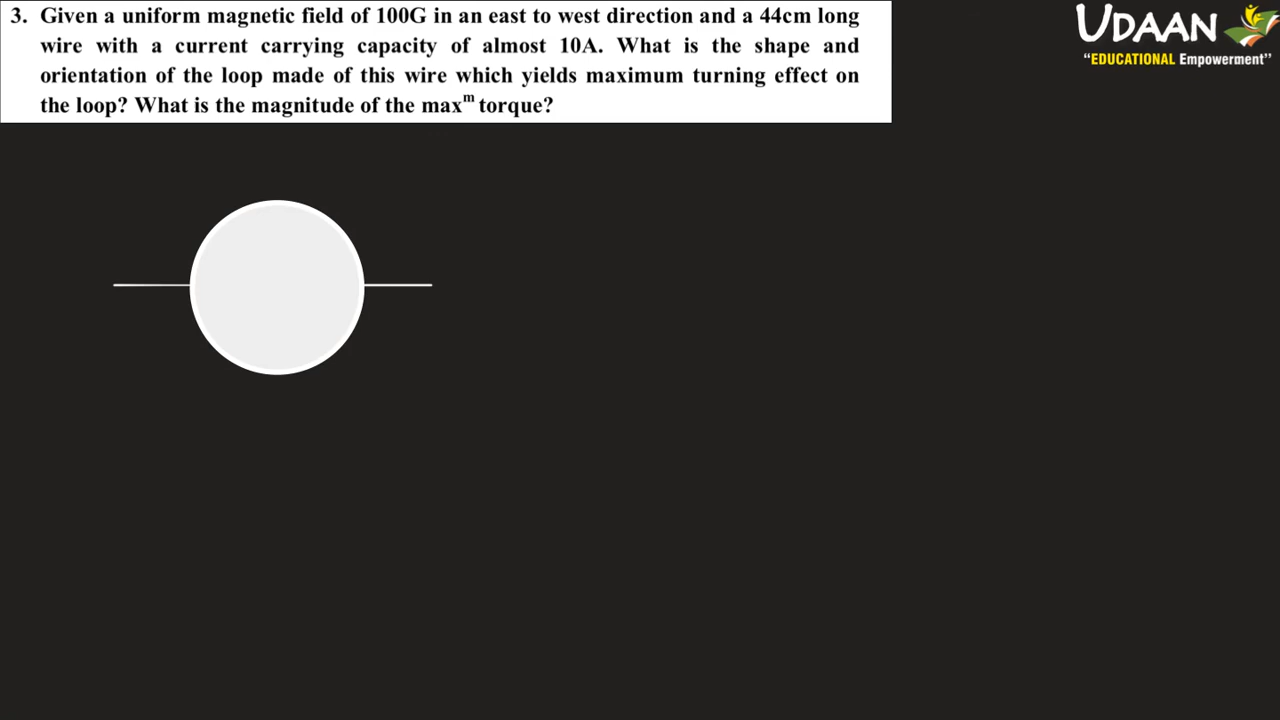 3. Given a uniform magnetic field of 100G in an east to west direction and a 44cm long
wire with a current carrying capacity of almost 10A. What is the shape and
orientation of the loop made of this wire which yields maximum turning effect on
the loop? What is the magnitude of the maxᵐ torque?
UDAAN
“EDUCATIONAL Empowerment”